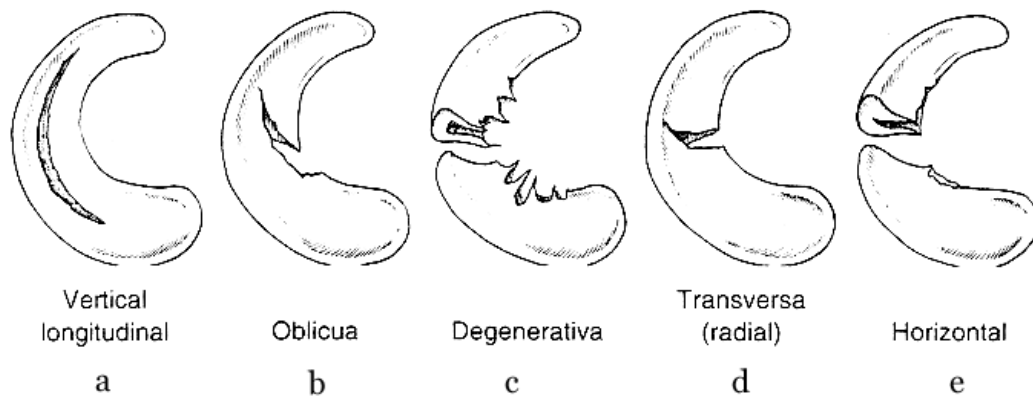 Vertical
longitudinal
Oblicua
Degenerativa
Transversa
(radial)
Horizontal
a
b
c
d
e